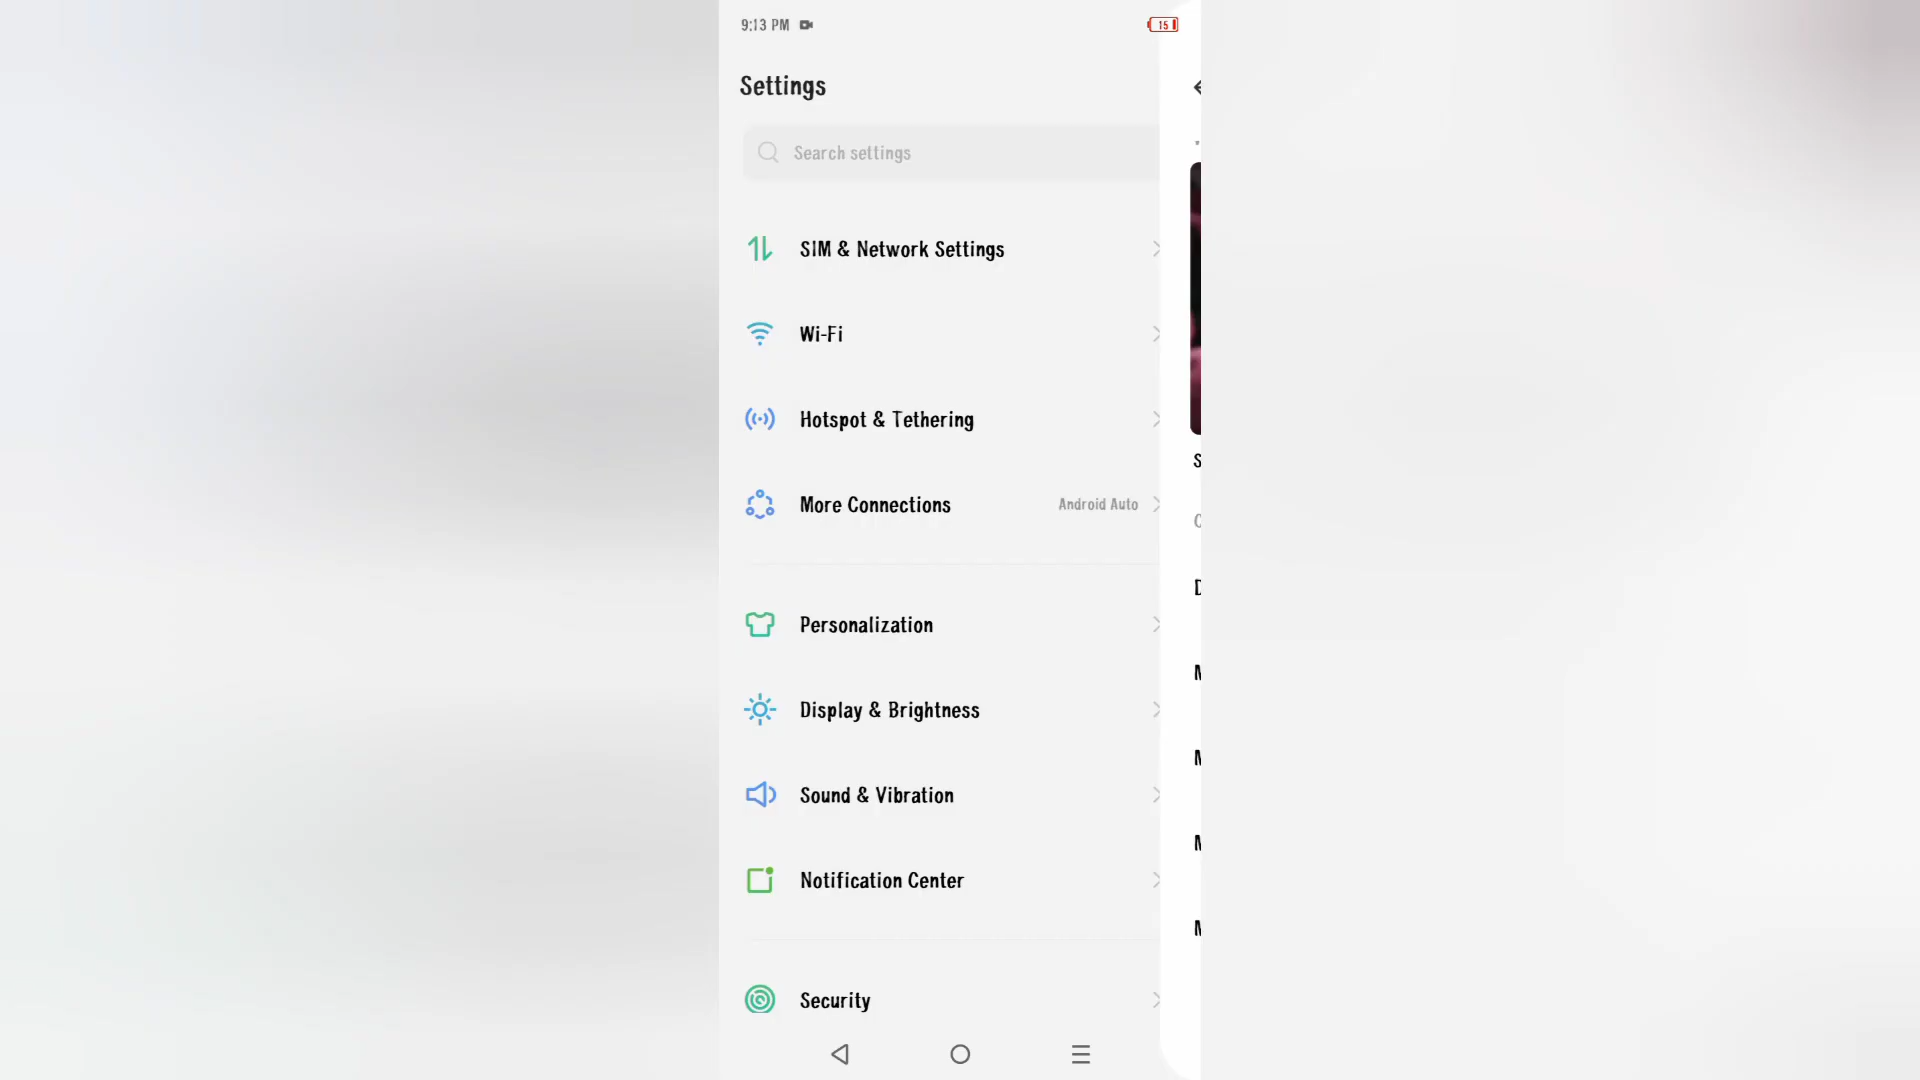 9:13 PM
15
Settings
Search settings
SIM & Network Settings
Wi-Fi
Hotspot & Tethering
More Connections
Android Auto
Personalization
Display & Brightness
Sound & Vibration
Notification Center
Security